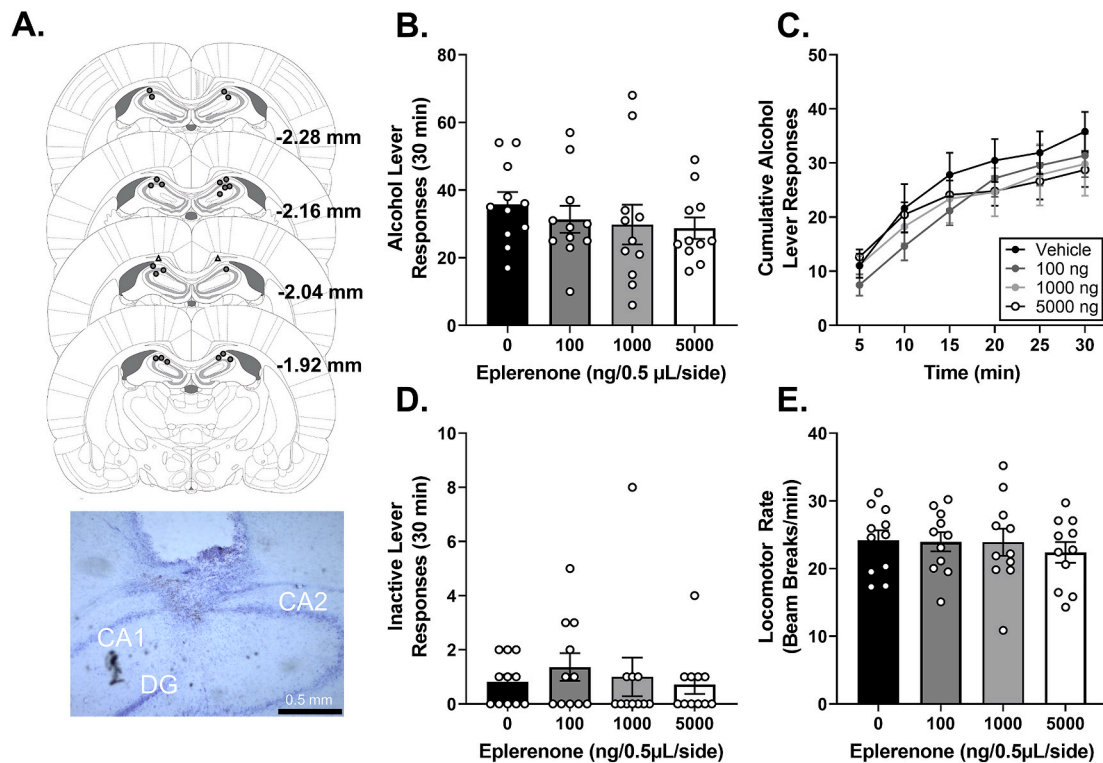 A.
-2.28 mm
-2.16 mm
-2.04 mm
-1.92 mm
CA2
CA1
DG
0.5 mm
B.
Alcohol Lever
Responses (30 min)
80
60
40
20
0
0 100 1000 5000
Eplerenone (ng/0.5 µL/side)
C.
Cumulative Alcohol
Lever Responses
50
40
30
20
10
0
Vehicle
100 ng
1000 ng
5000 ng
5 10 15 20 25 30
Time (min)
D.
Inactive Lever
Responses (30 min)
10
8
6
4
2
0
0 100 1000 5000
Eplerenone (ng/0.5µL/side)
E.
Locomotor Rate
(Beam Breaks/min)
40
30
20
10
0
0 100 1000 5000
Eplerenone (ng/0.5µL/side)